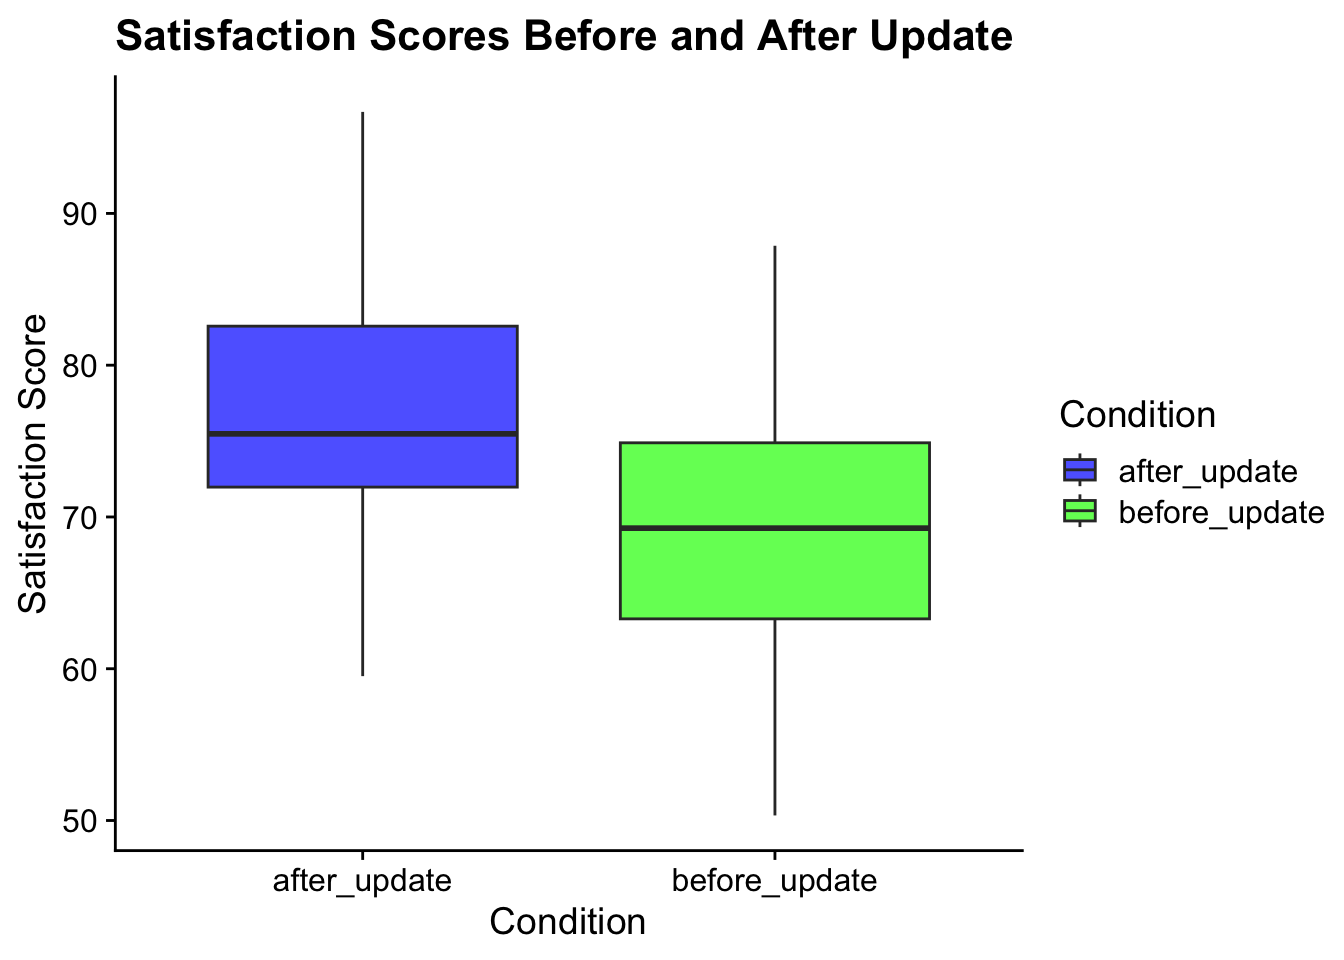 Satisfaction Scores Before and After Update
Satisfaction Score
90
80
70
60
50
after_update
before_update
Condition
Condition
after_update
before_update